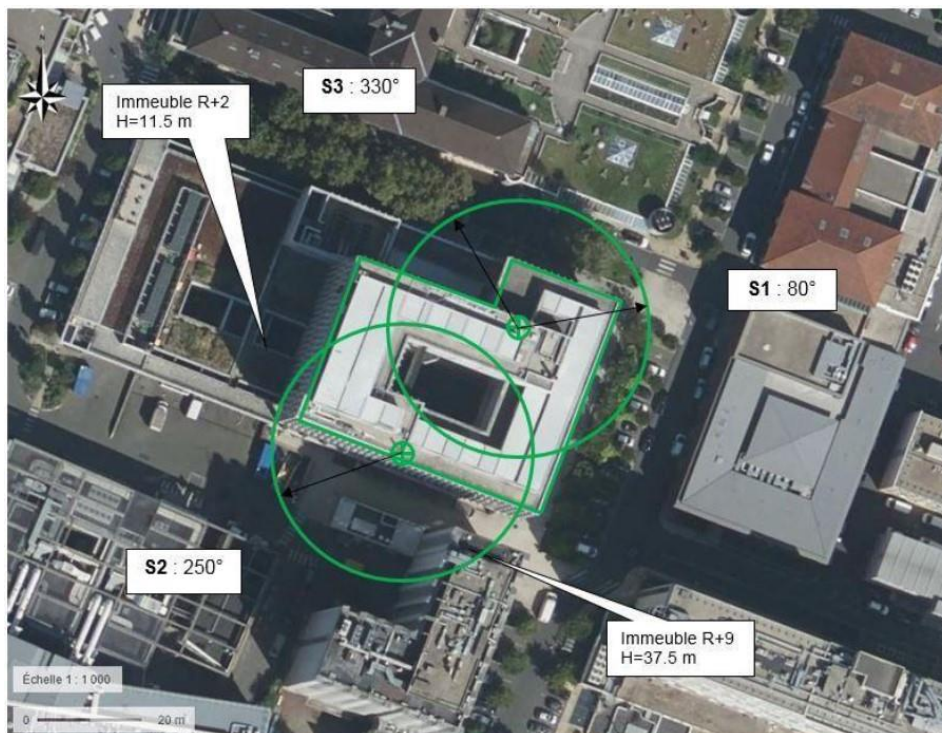 S3 : 330°
Immeuble R+2
H=11.5 m
S1 : 80°
S2 : 250°
Immeuble R+9
H=37.5 m
Échelle 1 : 1 000
0 20 m